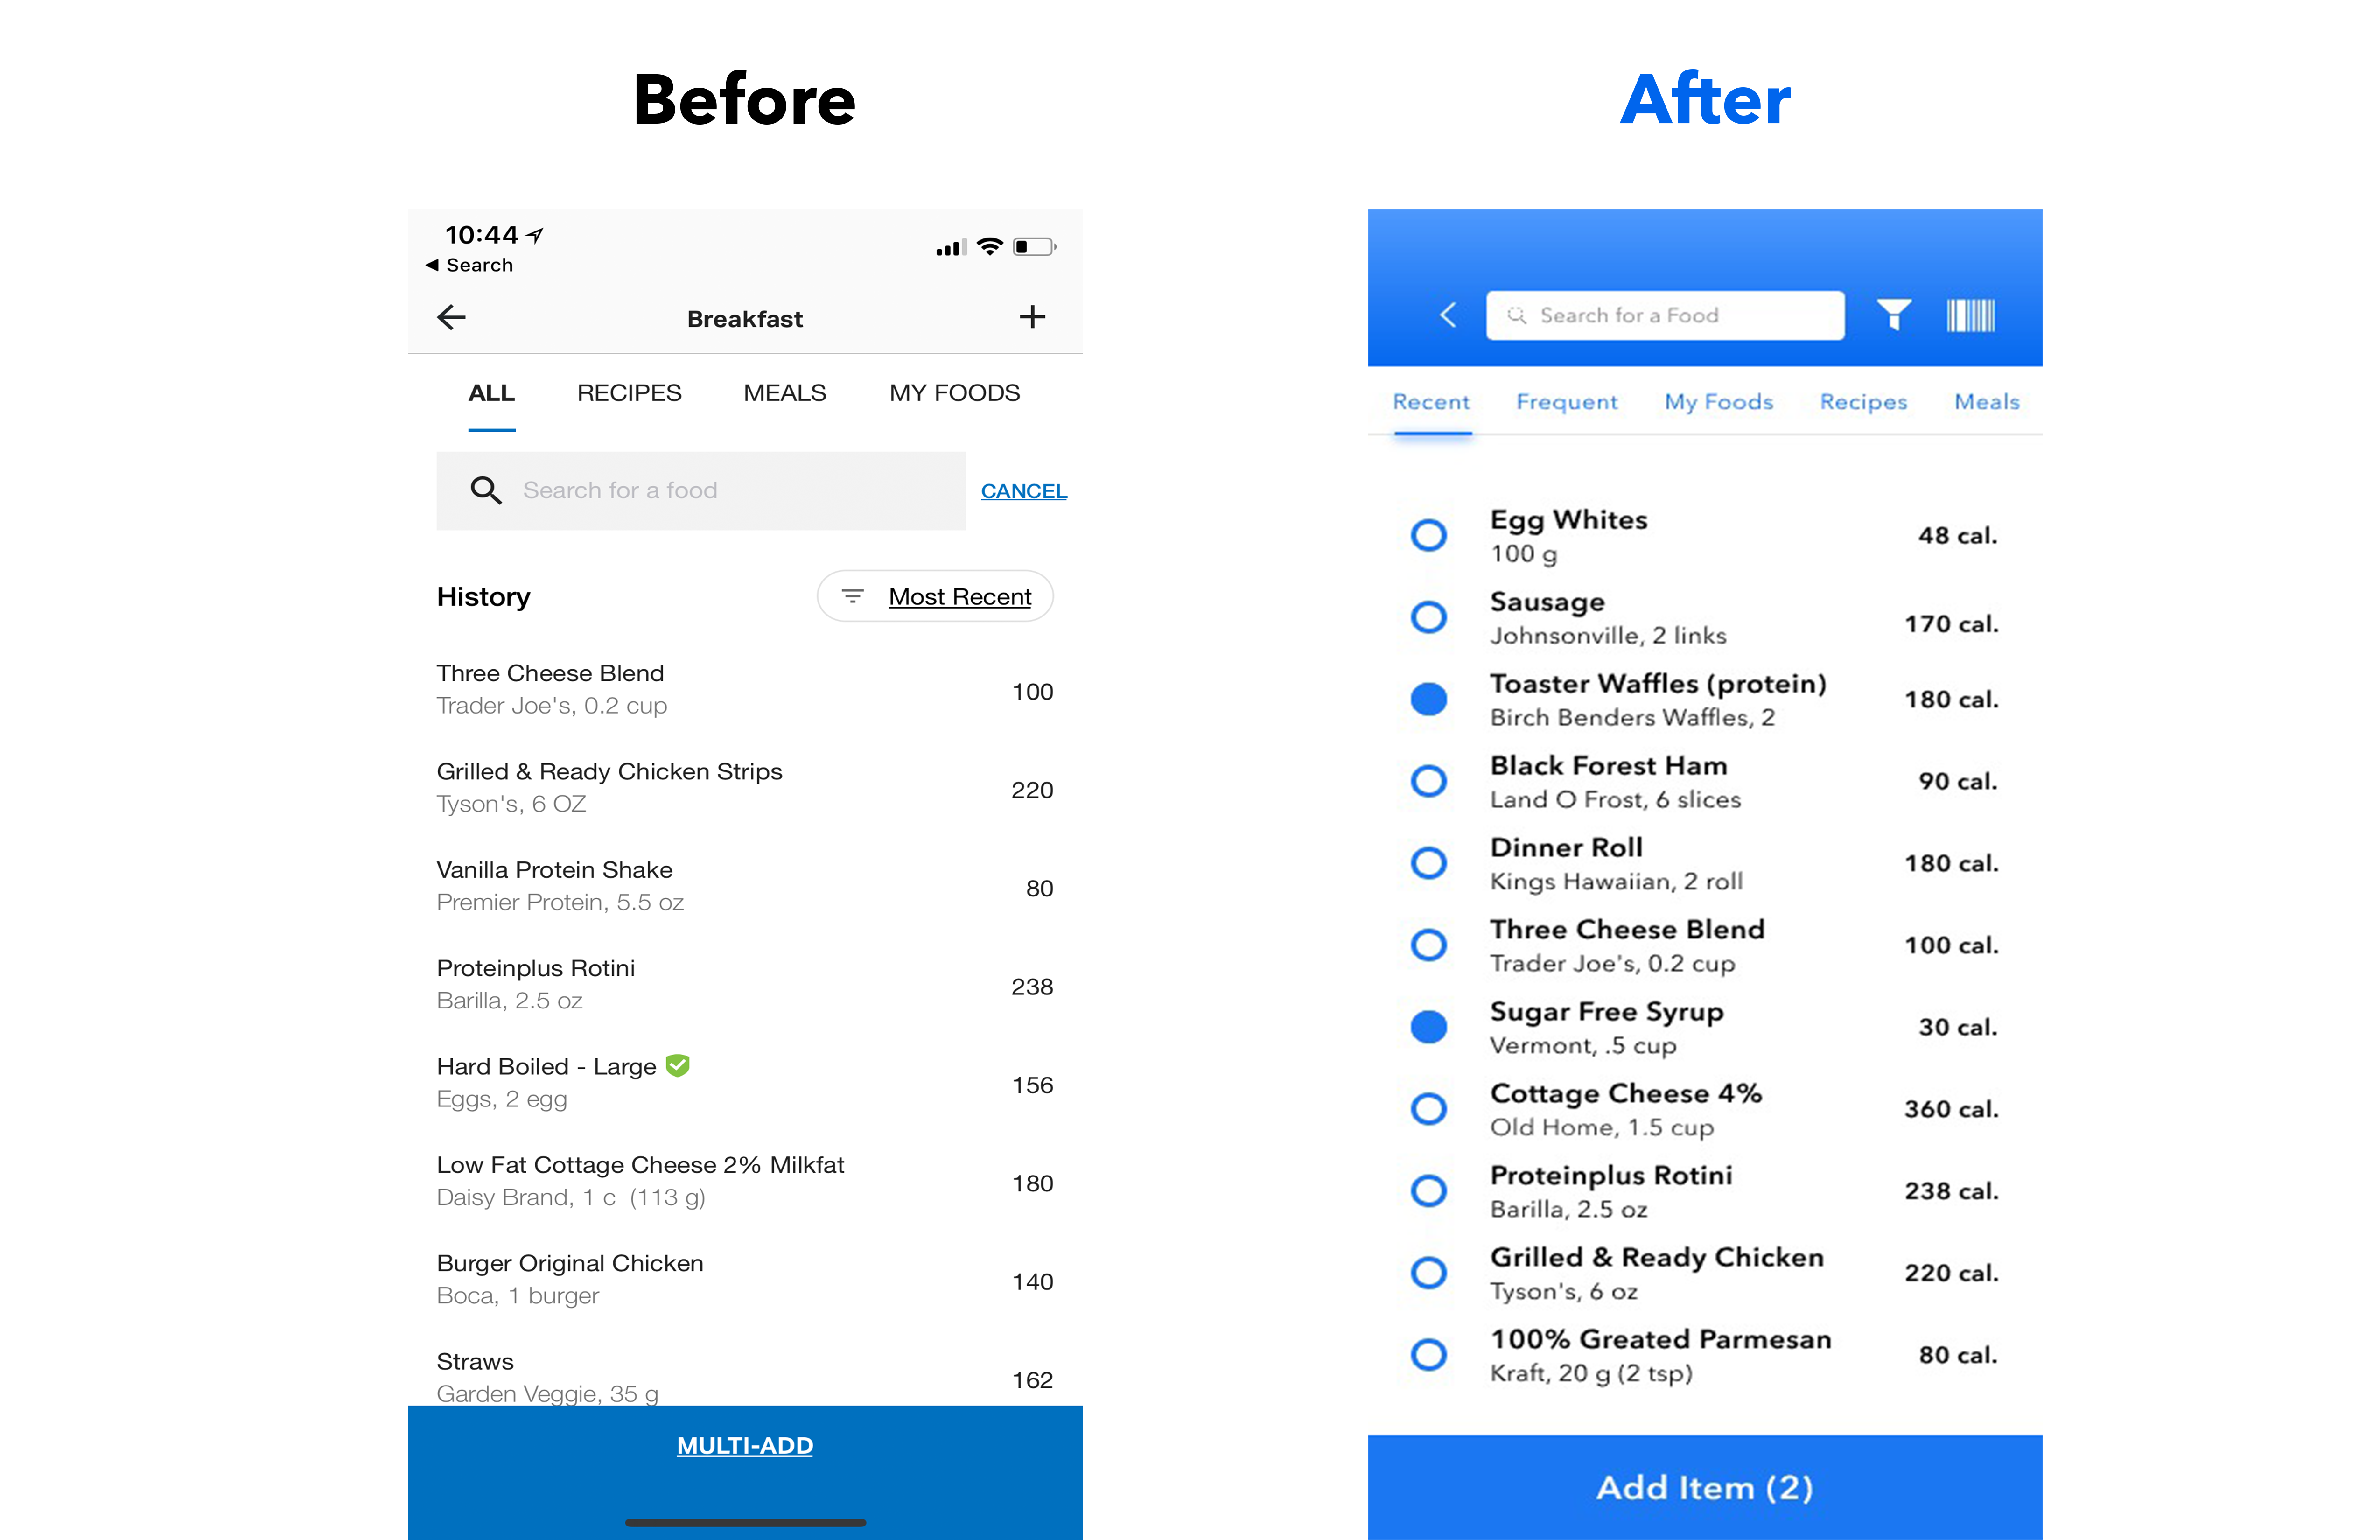 Before
10:44
Search
Breakfast
ALL RECIPES MEALS MY FOODS
Search for a food CANCEL
History Most Recent
Three Cheese Blend
Trader Joe's, 0.2 cup
100
Grilled & Ready Chicken Strips
Tyson's, 6 OZ
220
Vanilla Protein Shake
Premier Protein, 5.5 oz
80
Proteinplus Rotini
Barilla, 2.5 oz
238
Hard Boiled - Large
Eggs, 2 egg
156
Low Fat Cottage Cheese 2% Milkfat
Daisy Brand, 1 c (113 g)
180
Burger Original Chicken
Boca, 1 burger
140
Straws
Garden Veggie, 35 g
162
MULTI-ADD
After
Search for a Food
Recent Frequent My Foods Recipes Meals
Egg Whites
100 g
48 cal.
Sausage
Johnsonville, 2 links
170 cal.
Toaster Waffles (protein)
Birch Benders Waffles, 2
180 cal.
Black Forest Ham
Land O Frost, 6 slices
90 cal.
Dinner Roll
Kings Hawaiian, 2 roll
180 cal.
Three Cheese Blend
Trader Joe's, 0.2 cup
100 cal.
Sugar Free Syrup
Vermont, .5 cup
30 cal.
Cottage Cheese 4%
Old Home, 1.5 cup
360 cal.
Proteinplus Rotini
Barilla, 2.5 oz
238 cal.
Grilled & Ready Chicken
Tyson's, 6 oz
220 cal.
100% Greated Parmesan
Kraft, 20 g (2 tsp)
80 cal.
Add Item (2)